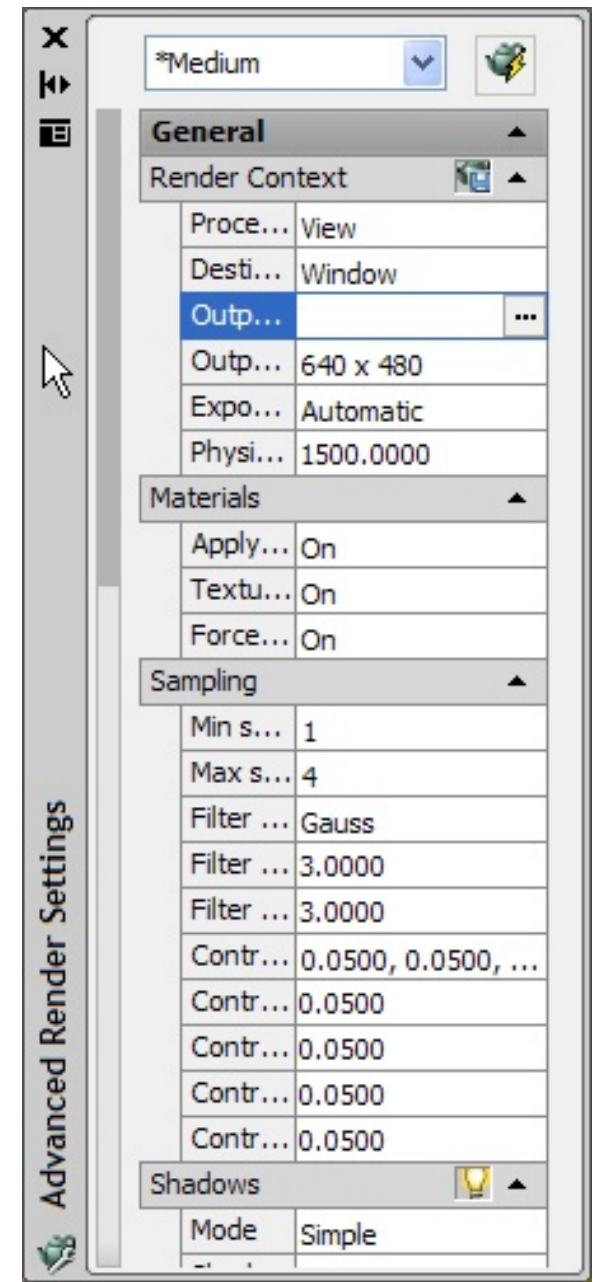 *Medium
General
Render Context
Proce... View
Desti... Window
Outp...
Outp... 640 x 480
Expo... Automatic
Physi... 1500.0000
Materials
Apply... On
Textu... On
Force... On
Sampling
Min s... 1
Max s... 4
Filter ... Gauss
Filter ... 3.0000
Filter ... 3.0000
Contr... 0.0500, 0.0500, ...
Contr... 0.0500
Contr... 0.0500
Contr... 0.0500
Contr... 0.0500
Shadows
Mode Simple
Advanced Render Settings